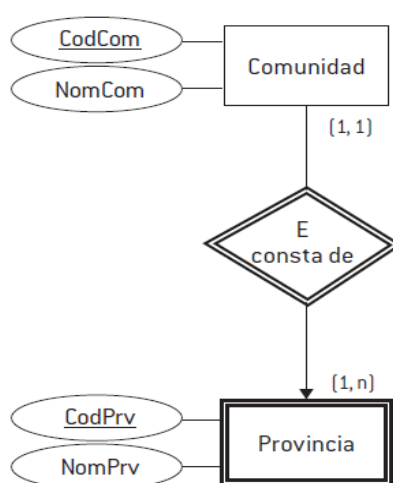 CodCom
Comunidad
NomCom
(1, 1)
E
consta de
(1, n)
CodPrv
Provincia
NomPrv